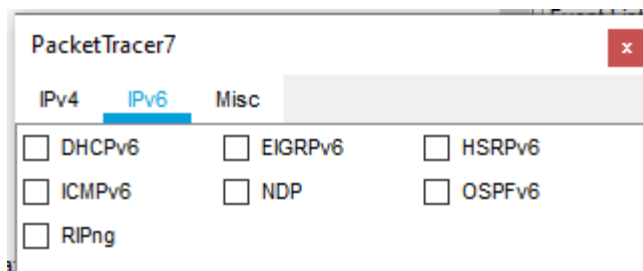 PacketTracer7
x
IPv4 IPv6 Misc
DHCPv6 EIGRPv6 HSRPv6
ICMPv6 NDP OSPFv6
RIPng